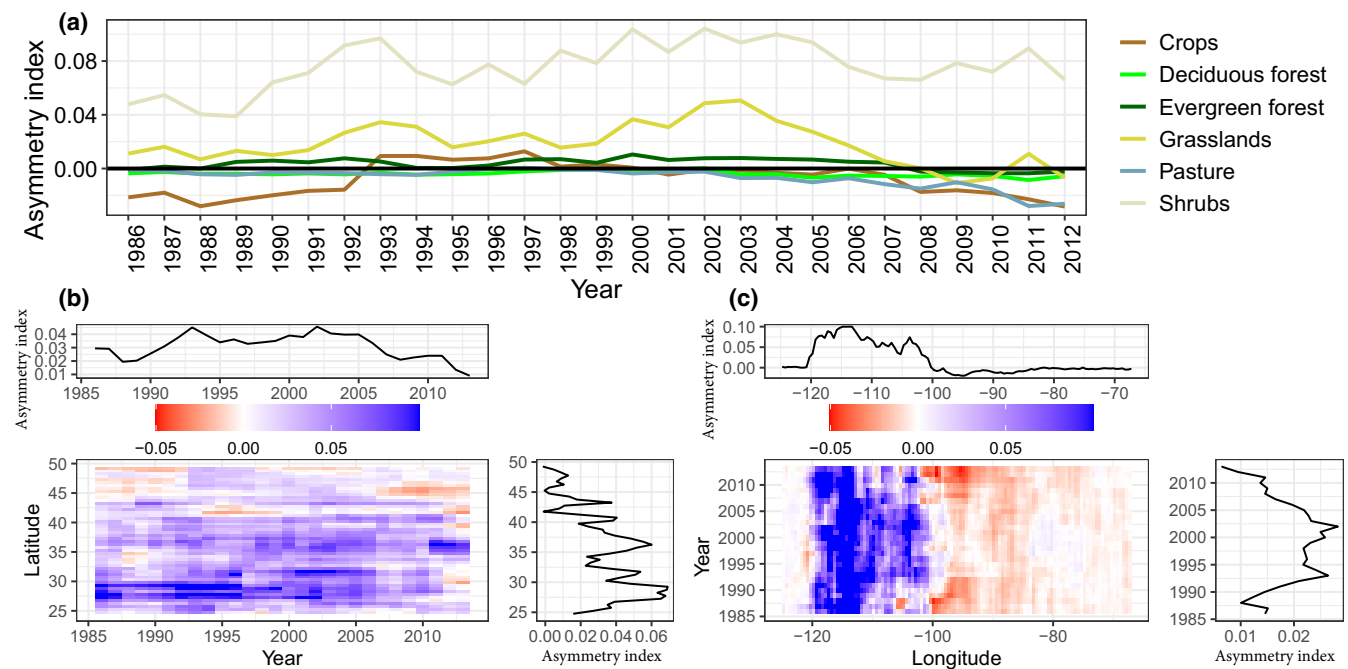 (a)
Asymmetry index
0.08
0.04
0.00
1986 1987 1988 1989 1990 1991 1992 1993 1994 1995 1996 1997 1998 1999 2000 2001 2002 2003 2004 2005 2006 2007 2008 2009 2010 2011 2012
Year
Crops
Deciduous forest
Evergreen forest
Grasslands
Pasture
Shrubs
(b)
Asymmetry index
0.04
0.03
0.02
0.01
1985 1990 1995 2000 2005 2010
−0.05 0.00 0.05
Latitude
50
45
40
35
30
25
1985 1990 1995 2000 2005 2010
Year
50
45
40
35
30
25
0.00 0.02 0.03 0.04 0.06
Asymmetry index
(c)
Asymmetry index
0.10
0.05
0.00
−120 −110 −100 −90 −80 −70
−0.05 0.00 0.05
Year
2010
2005
2000
1995
1990
1985
−120 −100 −80
Longitude
2010
2005
2000
1995
1990
1985
0.01 0.02
Asymmetry index